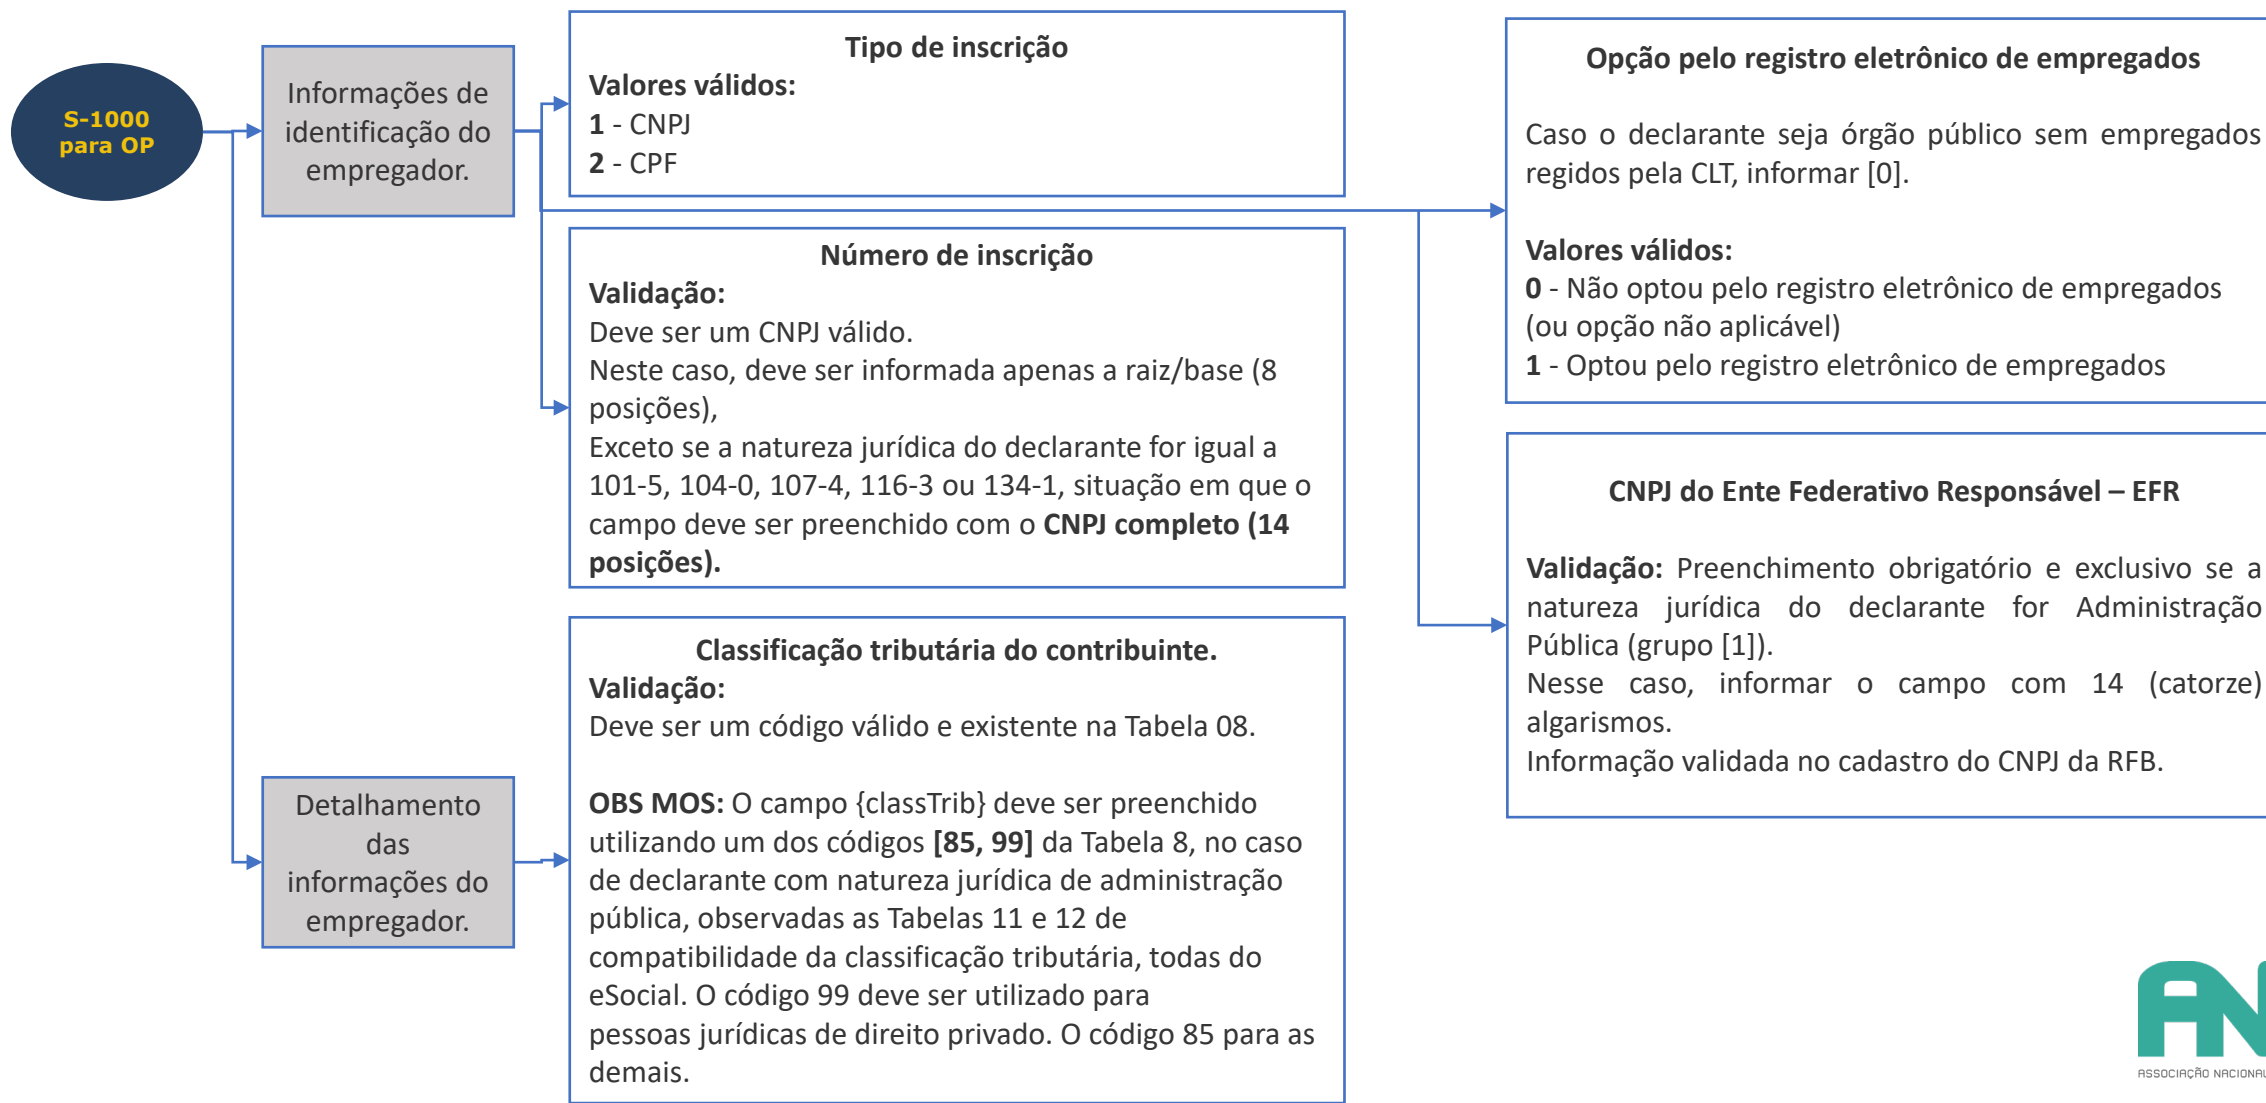 S-1000
para OP
Informações de
identificação do
empregador.
Tipo de inscrição
Valores válidos:
1 - CNPJ
2 - CPF
Número de inscrição
Validação:
Deve ser um CNPJ válido.
Neste caso, deve ser informada apenas a raiz/base (8
posições),
Exceto se a natureza jurídica do declarante for igual a
101-5, 104-0, 107-4, 116-3 ou 134-1, situação em que o
campo deve ser preenchido com o CNPJ completo (14
posições).
Opção pelo registro eletrônico de empregados
Caso o declarante seja órgão público sem empregados
regidos pela CLT, informar [0].
Valores válidos:
0 - Não optou pelo registro eletrônico de empregados
(ou opção não aplicável)
1 - Optou pelo registro eletrônico de empregados
CNPJ do Ente Federativo Responsável – EFR
Validação: Preenchimento obrigatório e exclusivo se a
natureza jurídica do declarante for Administração
Pública (grupo [1]).
Nesse caso, informar o campo com 14 (catorze)
algarismos.
Informação validada no cadastro do CNPJ da RFB.
Detalhamento
das
informações do
empregador.
Classificação tributária do contribuinte.
Validação:
Deve ser um código válido e existente na Tabela 08.
OBS MOS: O campo {classTrib} deve ser preenchido
utilizando um dos códigos [85, 99] da Tabela 8, no caso
de declarante com natureza jurídica de administração
pública, observadas as Tabelas 11 e 12 de
compatibilidade da classificação tributária, todas do
eSocial. O código 99 deve ser utilizado para
pessoas jurídicas de direito privado. O código 85 para as
demais.
AN
ASSOCIAÇÃO NACIONAL